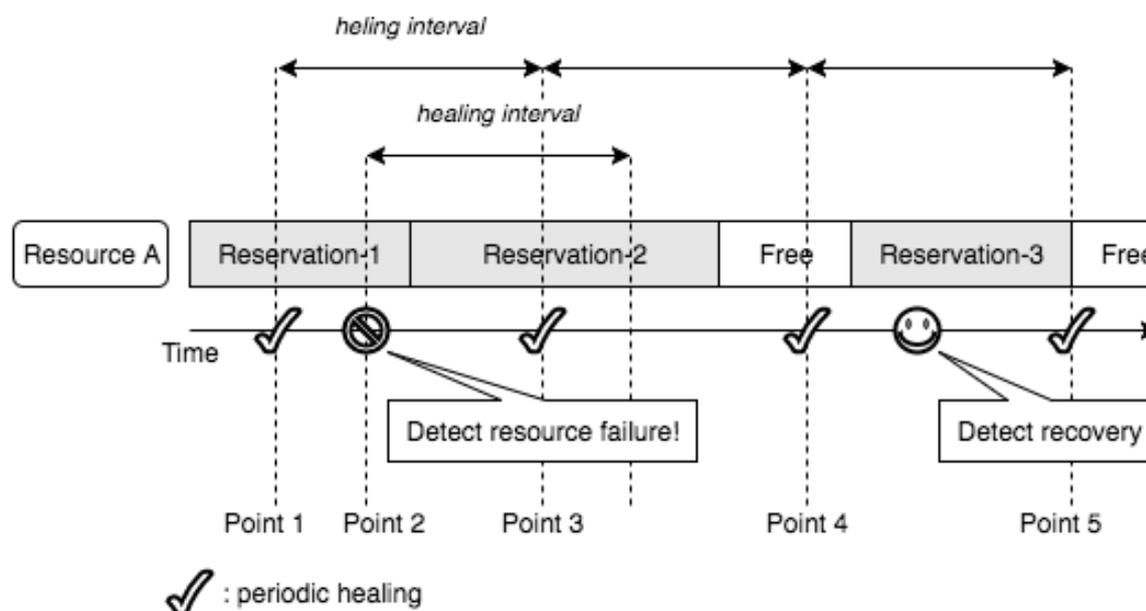 heling interval
healing interval
Resource A
Reservation-1
Reservation-2
Free
Reservation-3
Free
Time
Detect resource failure!
Detect recovery
Point 1
Point 2
Point 3
Point 4
Point 5
: periodic healing